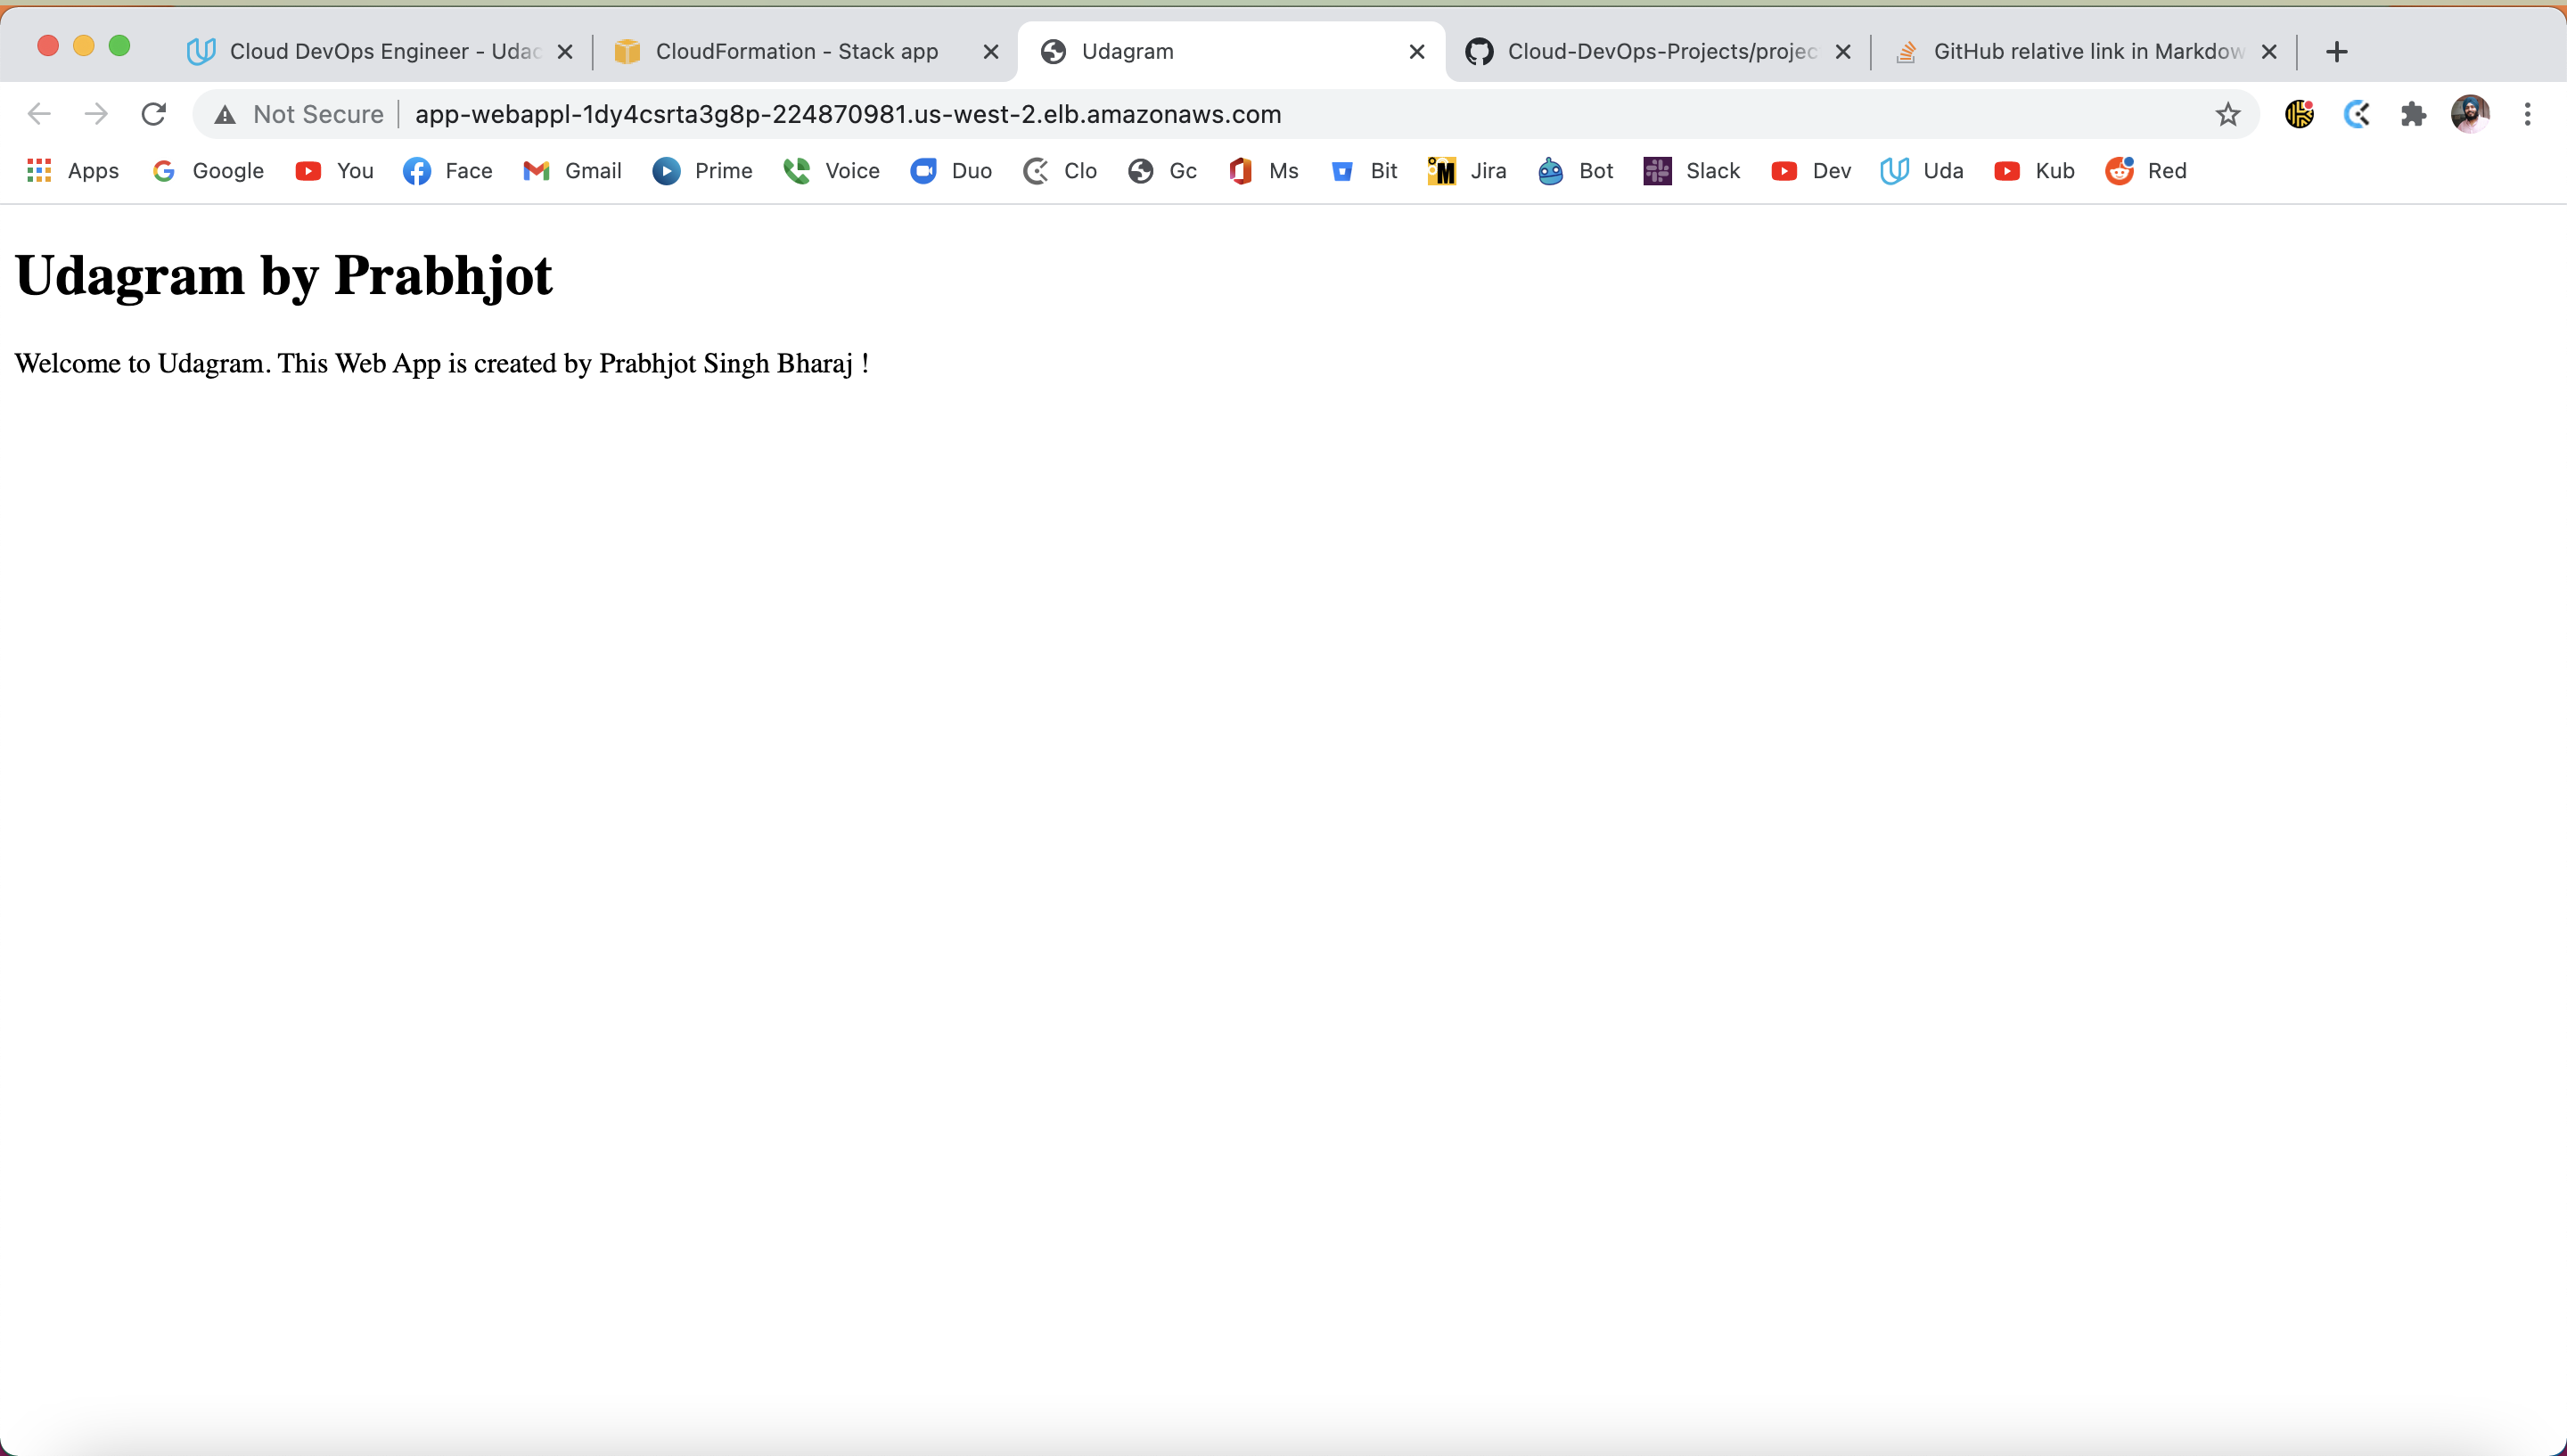 Cloud DevOps Engineer - Udac
CloudFormation - Stack app
Udagram
Cloud-DevOps-Projects/projec
GitHub relative link in Markdow
Not Secure
app-webappl-1dy4csrta3g8p-224870981.us-west-2.elb.amazonaws.com
Apps Google You Face Gmail Prime Voice Duo Clo Gc Ms Bit Jira Bot Slack Dev Uda Kub Red
Udagram by Prabhjot
Welcome to Udagram. This Web App is created by Prabhjot Singh Bharaj !